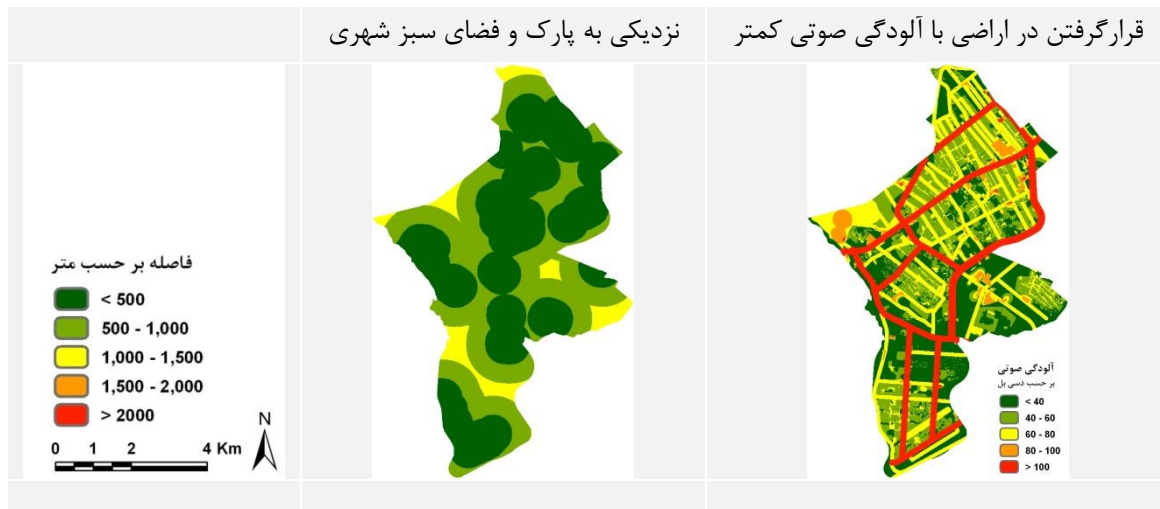 قرارگرفتن در اراضی با آلودگی صوتی کمتر
نزدیکی به پارک و فضای سبز شهری
آلودگی صوتی
بر حسب دسی بل
< 40
40 - 60
60 - 80
80 - 100
> 100
فاصله بر حسب متر
< 500
500 - 1,000
1,000 - 1,500
1,500 - 2,000
> 2000
N
0 1 2 4 Km